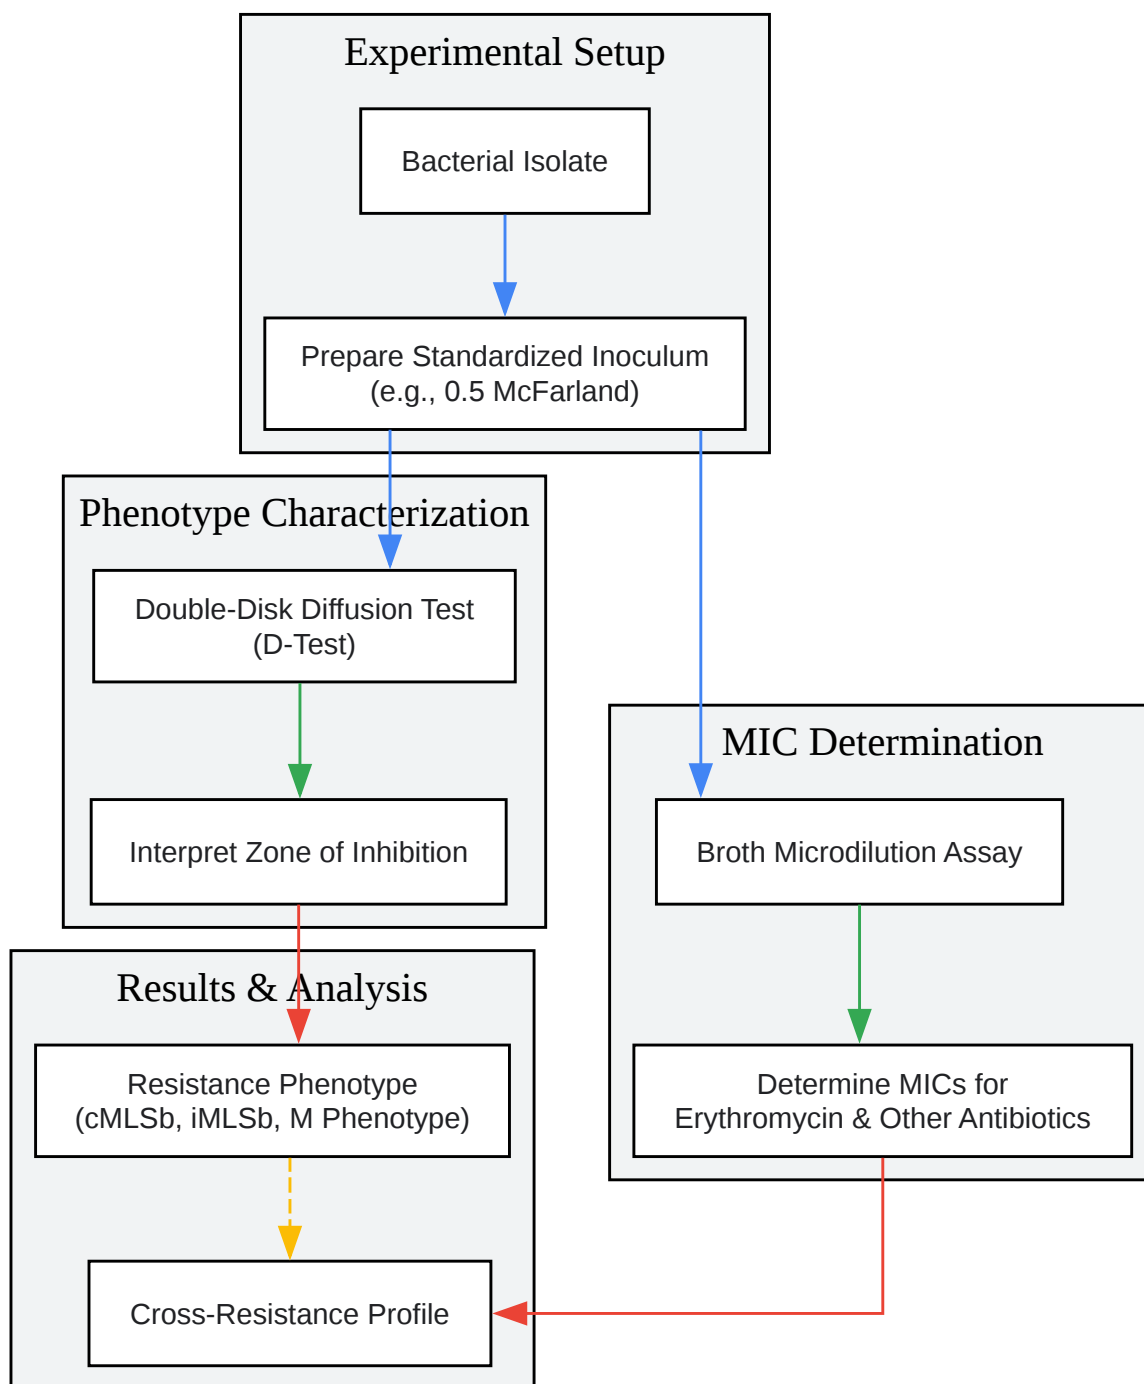 Experimental Setup
Bacterial Isolate
Prepare Standardized Inoculum
(e.g., 0.5 McFarland)
Phenotype Characterization
Double-Disk Diffusion Test
(D-Test)
Interpret Zone of Inhibition
MIC Determination
Broth Microdilution Assay
Determine MICs for
Erythromycin & Other Antibiotics
Results & Analysis
Resistance Phenotype
(cMLSb, iMLSb, M Phenotype)
Cross-Resistance Profile